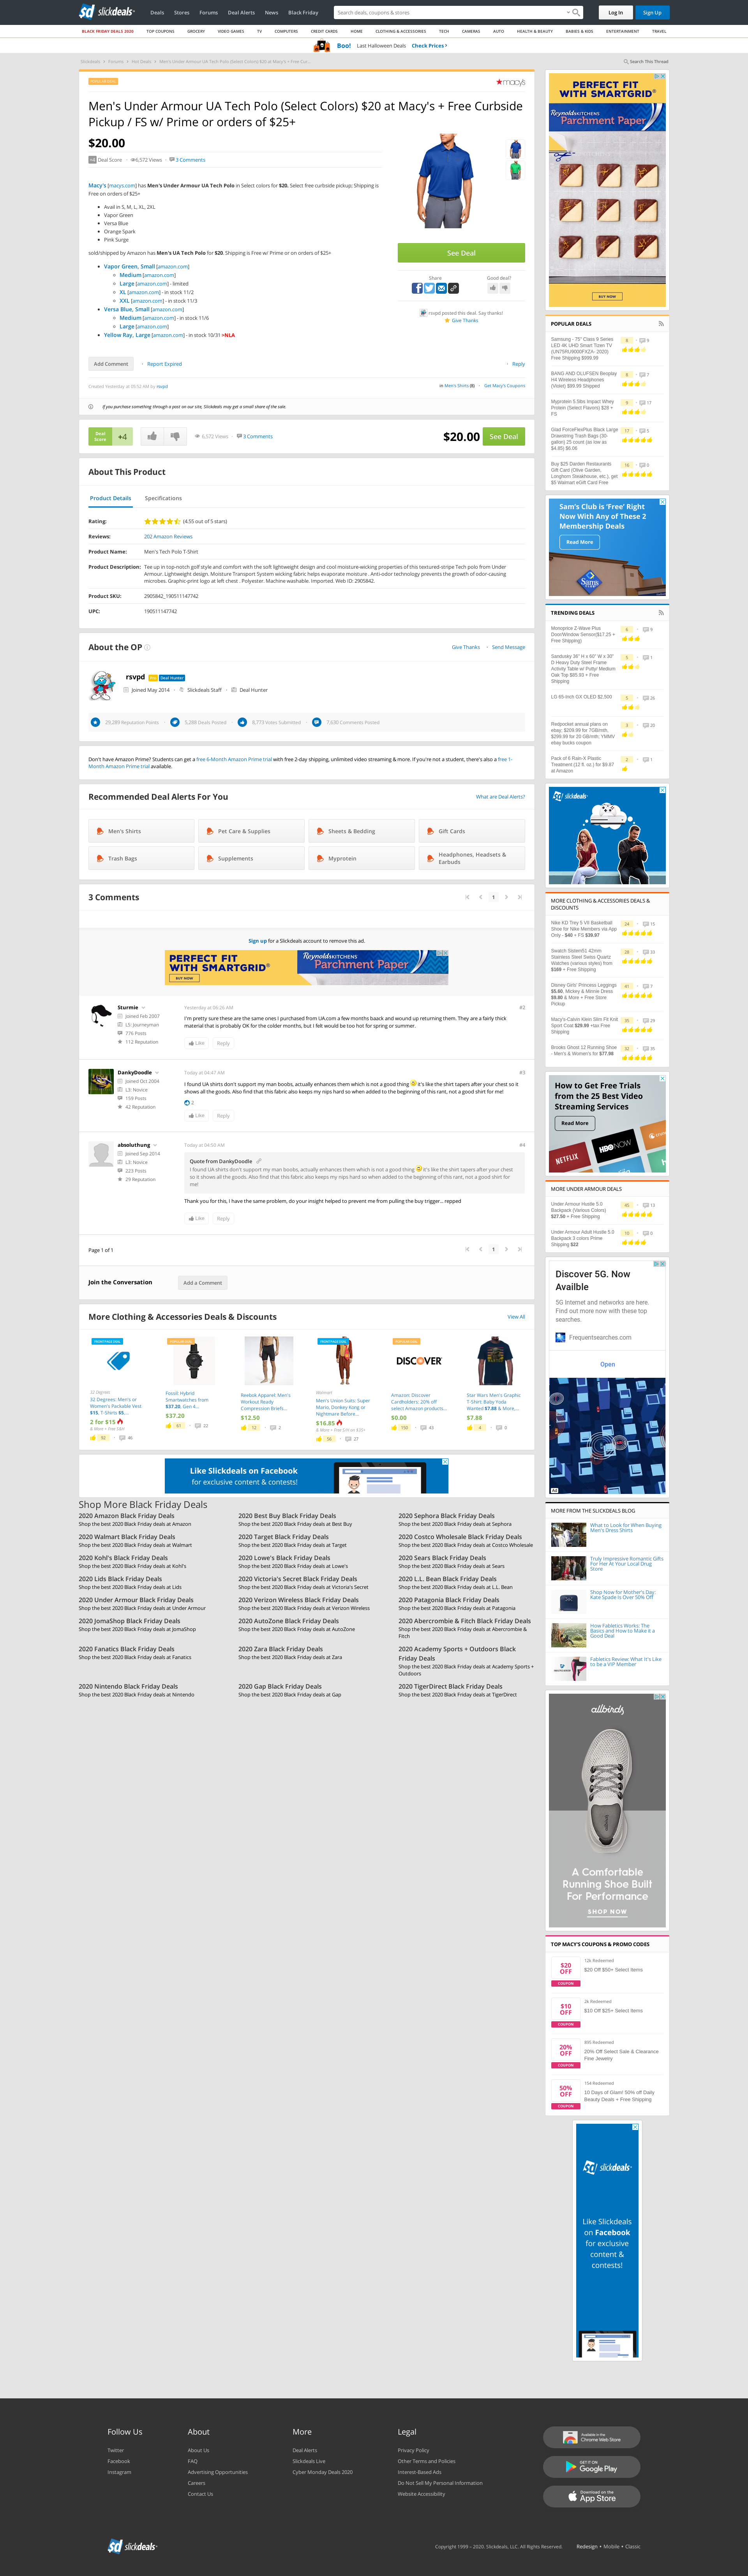 slickdeals
Deals Stores Forums Deal Alerts News Black Friday
Search deals, coupons & stores
Log In
Sign Up
BLACK FRIDAY DEALS 2020 TOP COUPONS GROCERY VIDEO GAMES TV COMPUTERS CREDIT CARDS HOME CLOTHING & ACCESSORIES TECH CAMERAS AUTO HEALTH & BEAUTY BABIES & KIDS ENTERTAINMENT TRAVEL
Boo! Last Halloween Deals Check Prices
Slickdeals Forums Hot Deals Men's Under Armour UA Tech Polo (Select Colors) $20 at Macy's + Free Cur...
Search This Thread
POPULAR DEAL
macys
Men's Under Armour UA Tech Polo (Select Colors) $20 at Macy's + Free Curbside
Pickup / FS w/ Prime or orders of $25+
$20.00
+4 Deal Score 6,572 Views 3 Comments
Macy's [macys.com] has Men's Under Armour UA Tech Polo in Select colors for $20. Select free curbside pickup; Shipping is
Free on orders of $25+
Avail in S, M, L, XL, 2XL
Vapor Green
Versa Blue
Orange Spark
Pink Surge
sold/shipped by Amazon has Men's UA Tech Polo for $20. Shipping is Free w/ Prime or on orders of $25+
Vapor Green, Small [amazon.com]
Medium [amazon.com]
Large [amazon.com] - limited
XL [amazon.com] - in stock 11/2
XXL [amazon.com] - in stock 11/3
Versa Blue, Small [amazon.com]
Medium [amazon.com] - in stock 11/6
Large [amazon.com]
Yellow Ray, Large [amazon.com] - in stock 10/31 >NLA
See Deal
Share
Good deal?
rsvpd posted this deal. Say thanks!
Give Thanks
Add Comment Report Expired
Reply
Created Yesterday at 05:52 AM by rsvpd
in Men's Shirts (8) Get Macy's Coupons
If you purchase something through a post on our site, Slickdeals may get a small share of the sale.
Deal
Score
+4
6,572 Views 3 Comments
$20.00
See Deal
About This Product
Product Details Specifications
Rating: (4.55 out of 5 stars)
Reviews: 202 Amazon Reviews
Product Name: Men's Tech Polo T-Shirt
Product Description: Tee up in top-notch golf style and comfort with the soft lightweight design and cool moisture-wicking properties of this textured-stripe Tech polo from Under
Armour. Lightweight design. Moisture Transport System Moisture fabric helps evaporate moisture . Anti-odor technology prevents the growth of odor-causing
microbes. Graphic-print logo at left chest . Polyester. Machine washable. Imported. Web ID: 2905842.
Product SKU: 2905842_190511147742
UPC: 190511147742
About the OP
Give Thanks Send Message
rsvpd Pro Deal Hunter
Joined May 2014 Slickdeals Staff Deal Hunter
29,289 Reputation Points 5,288 Deals Posted 8,773 Votes Submitted 7,630 Comments Posted
Don't have Amazon Prime? Students can get a free 6-Month Amazon Prime trial with free 2-day shipping, unlimited video streaming & more. If you're not a student, there's also a free 1-
Month Amazon Prime trial available.
Recommended Deal Alerts For You
What are Deal Alerts?
Men's Shirts
Pet Care & Supplies
Sheets & Bedding
Gift Cards
Trash Bags
Supplements
Myprotein
Headphones, Headsets &
Earbuds
3 Comments
1
Sign up for a Slickdeals account to remove this ad.
PERFECT FIT
WITH SMARTGRID
BUY NOW
REYNOLDS KITCHENS
Parchment Paper
Sturmie
Joined Feb 2007
L5: Journeyman
776 Posts
112 Reputation
Yesterday at 06:26 AM
#2
I'm pretty sure these are the same ones I purchased from UA.com a few months baack and wound up returning them. They are a fairly thick
material that is probably OK for the colder months, but I felt would be too hot for spring or summer.
Like Reply
DankyDoodle
Joined Oct 2004
L3: Novice
159 Posts
42 Reputation
Today at 04:47 AM
#3
I found UA shirts don't support my man boobs, actually enhances them which is not a good thing it's like the shirt tapers after your chest so it
shows all the goods. Also find that this fabric also keeps my nips hard so when added to the beginning of this rant, not a good shirt for me!
2
Like Reply
absoluthung
Joined Sep 2014
L3: Novice
223 Posts
29 Reputation
Today at 04:52 AM
#4
Quote from DankyDoodle
I found UA shirts don't support my man boobs, actually enhances them which is not a good thing it's like the shirt tapers after your chest
so it shows all the goods. Also find that this fabric also keeps my nips hard so when added to the beginning of this rant, not a good shirt for
me!
Thank you for this, I have the same problem, do your insight helped to prevent me from pulling the buy trigger... repped
Like Reply
Page 1 of 1
1
Join the Conversation
Add a Comment
More Clothing & Accessories Deals & Discounts
View All
32 Degrees
32 Degrees: Men's or
Women's Packable Vest
$15, T-Shirts $5,...
2 for $15
92 46
Fossil: Hybrid
Smartwatches from
$37.20, Gen 4...
$37.20
61 22
Reebok Apparel: Men's
Workout Ready
Compression Briefs...
$12.50
12 2
Walmart
Men's Union Suits: Super
Mario, Donkey Kong or
Nightmare Before...
$16.85
56 27
DISCOVER
Amazon: Discover
Cardholders: 20% off
select Amazon products...
$0.00
150 43
Star Wars Men's Graphic
T-Shirt: Baby Yoda
Wanted $7.88 & More,...
$7.88
4 0
Like Slickdeals on Facebook
for exclusive content & contests!
Shop More Black Friday Deals
2020 Amazon Black Friday Deals
Shop the best 2020 Black Friday deals at Amazon
2020 Best Buy Black Friday Deals
Shop the best 2020 Black Friday deals at Best Buy
2020 Sephora Black Friday Deals
Shop the best 2020 Black Friday deals at Sephora
2020 Walmart Black Friday Deals
Shop the best 2020 Black Friday deals at Walmart
2020 Target Black Friday Deals
Shop the best 2020 Black Friday deals at Target
2020 Costco Wholesale Black Friday Deals
Shop the best 2020 Black Friday deals at Costco Wholesale
2020 Kohl's Black Friday Deals
Shop the best 2020 Black Friday deals at Kohl's
2020 Lowe's Black Friday Deals
Shop the best 2020 Black Friday deals at Lowe's
2020 Sears Black Friday Deals
Shop the best 2020 Black Friday deals at Sears
2020 Lids Black Friday Deals
Shop the best 2020 Black Friday deals at Lids
2020 Victoria's Secret Black Friday Deals
Shop the best 2020 Black Friday deals at Victoria's Secret
2020 L.L. Bean Black Friday Deals
Shop the best 2020 Black Friday deals at L.L. Bean
2020 Under Armour Black Friday Deals
Shop the best 2020 Black Friday deals at Under Armour
2020 Verizon Wireless Black Friday Deals
Shop the best 2020 Black Friday deals at Verizon Wireless
2020 Patagonia Black Friday Deals
Shop the best 2020 Black Friday deals at Patagonia
2020 JomaShop Black Friday Deals
Shop the best 2020 Black Friday deals at JomaShop
2020 AutoZone Black Friday Deals
Shop the best 2020 Black Friday deals at AutoZone
2020 Abercrombie & Fitch Black Friday Deals
Shop the best 2020 Black Friday deals at Abercrombie &
Fitch
2020 Fanatics Black Friday Deals
Shop the best 2020 Black Friday deals at Fanatics
2020 Zara Black Friday Deals
Shop the best 2020 Black Friday deals at Zara
2020 Academy Sports + Outdoors Black
Friday Deals
Shop the best 2020 Black Friday deals at Academy Sports +
Outdoors
2020 Nintendo Black Friday Deals
Shop the best 2020 Black Friday deals at Nintendo
2020 Gap Black Friday Deals
Shop the best 2020 Black Friday deals at Gap
2020 TigerDirect Black Friday Deals
Shop the best 2020 Black Friday deals at TigerDirect
PERFECT FIT
WITH SMARTGRID
Parchment Paper
BUY NOW
POPULAR DEALS
Samsung - 75" Class 8 Series
LED 4K UHD Smart Tizen TV
(UN75RU800DFXZA- 2020)
Free Shipping $999.99
BANG AND OLUFSEN Beoplay
H4 Wireless Headphones
(Violet) $99.99 Shipped
Myprotein 5.5lbs Impact Whey
Protein (Select Flavors) $28 +
FS
Glad ForceFlexPlus Black Large
Drawstring Trash Bags (30-
gallon) 25 count (as low as
$4.85) $6.06
Buy $25 Darden Restaurants
Gift Card (Olive Garden,
Longhorn Steakhouse, etc.), get
$5 Walmart eGift Card Free
Sam's Club is 'Free' Right
Now With Any of These 2
Membership Deals
Read More
TRENDING DEALS
Monoprice Z-Wave Plus
Door/Window Sensor($17.25 +
Free Shipping)
Sandusky 36" H x 60" W x 30"
D Heavy Duty Steel Frame
Activity Table w/ Polly/ Medium
Oak Top $85.93 + Free
Shipping
LG 65-Inch GX OLED $2,500
Redpocket annual plans on
ebay. $209.99 for 7GB/mth,
$299.99 for 20 GB/mth; YMMV
ebay bucks coupon
Pack of 6 Rain-X Plastic
Treatment (12 fl. oz.) for $9.87
at Amazon
slickdeals
MORE CLOTHING & ACCESSORIES DEALS &
DISCOUNTS
Nike KD Trey 5 VII Basketball
Shoe for Nike Members via App
Only - $40 + FS $39.97
Swatch Sistem51 42mm
Stainless Steel Swiss Quartz
Watches (various styles) from
$169 + Free Shipping
Disney Girls' Princess Leggings
$5.60, Mickey & Minnie Dress
$9.80 & More + Free Store
Pickup
Macy's-Calvin Klein Slim Fit Knit
Sport Coat $29.99 +tax Free
Shipping
Brooks Ghost 12 Running Shoe
- Men's & Women's for $77.98
How to Get Free Trials
from the 25 Best Video
Streaming Services
Read More
NETFLIX
HBO NOW
MORE UNDER ARMOUR DEALS
Under Armour Hustle 5.0
Backpack (Various Colors)
$27.50 + Free Shipping
Under Armour Adult Hustle 5.0
Backpack 3 colors Prime
Shipping $22
Discover 5G. Now
Availble
5G Internet and networks are here.
Find out more now with these top
searches.
Frequentsearches.com
Open
Ad
MORE FROM THE SLICKDEALS BLOG
What to Look for When Buying
Men's Dress Shirts
Truly Impressive Romantic Gifts
For Her At Your Local Drug
Store
Shop Now for Mother's Day:
Kate Spade Is Over 50% Off
How Fabletics Works: The
Basics and How to Make It a
Good Deal
Fabletics Review: What It's Like
to be a VIP Member
allbirds
A Comfortable
Running Shoe Built
For Performance
SHOP NOW
TOP MACY'S COUPONS & PROMO CODES
$20
OFF
COUPON
12k Redeemed
$20 Off $50+ Select Items
$10
OFF
COUPON
2k Redeemed
$10 Off $25+ Select Items
20%
OFF
COUPON
895 Redeemed
20% Off Select Sale & Clearance
Fine Jewelry
50%
OFF
COUPON
154 Redeemed
10 Days of Glam! 50% off Daily
Beauty Deals + Free Shipping
slickdeals
Like Slickdeals
on Facebook
for exclusive
content &
contests!
Follow Us
Twitter
Facebook
Instagram
About
About Us
FAQ
Advertising Opportunities
Careers
Contact Us
More
Deal Alerts
Slickdeals Live
Cyber Monday Deals 2020
Legal
Privacy Policy
Other Terms and Policies
Interest-Based Ads
Do Not Sell My Personal Information
Website Accessibility
Available in the
Chrome Web Store
GET IT ON
Google Play
Download on the
App Store
slickdeals
Copyright 1999 – 2020. Slickdeals, LLC. All Rights Reserved. Redesign • Mobile • Classic